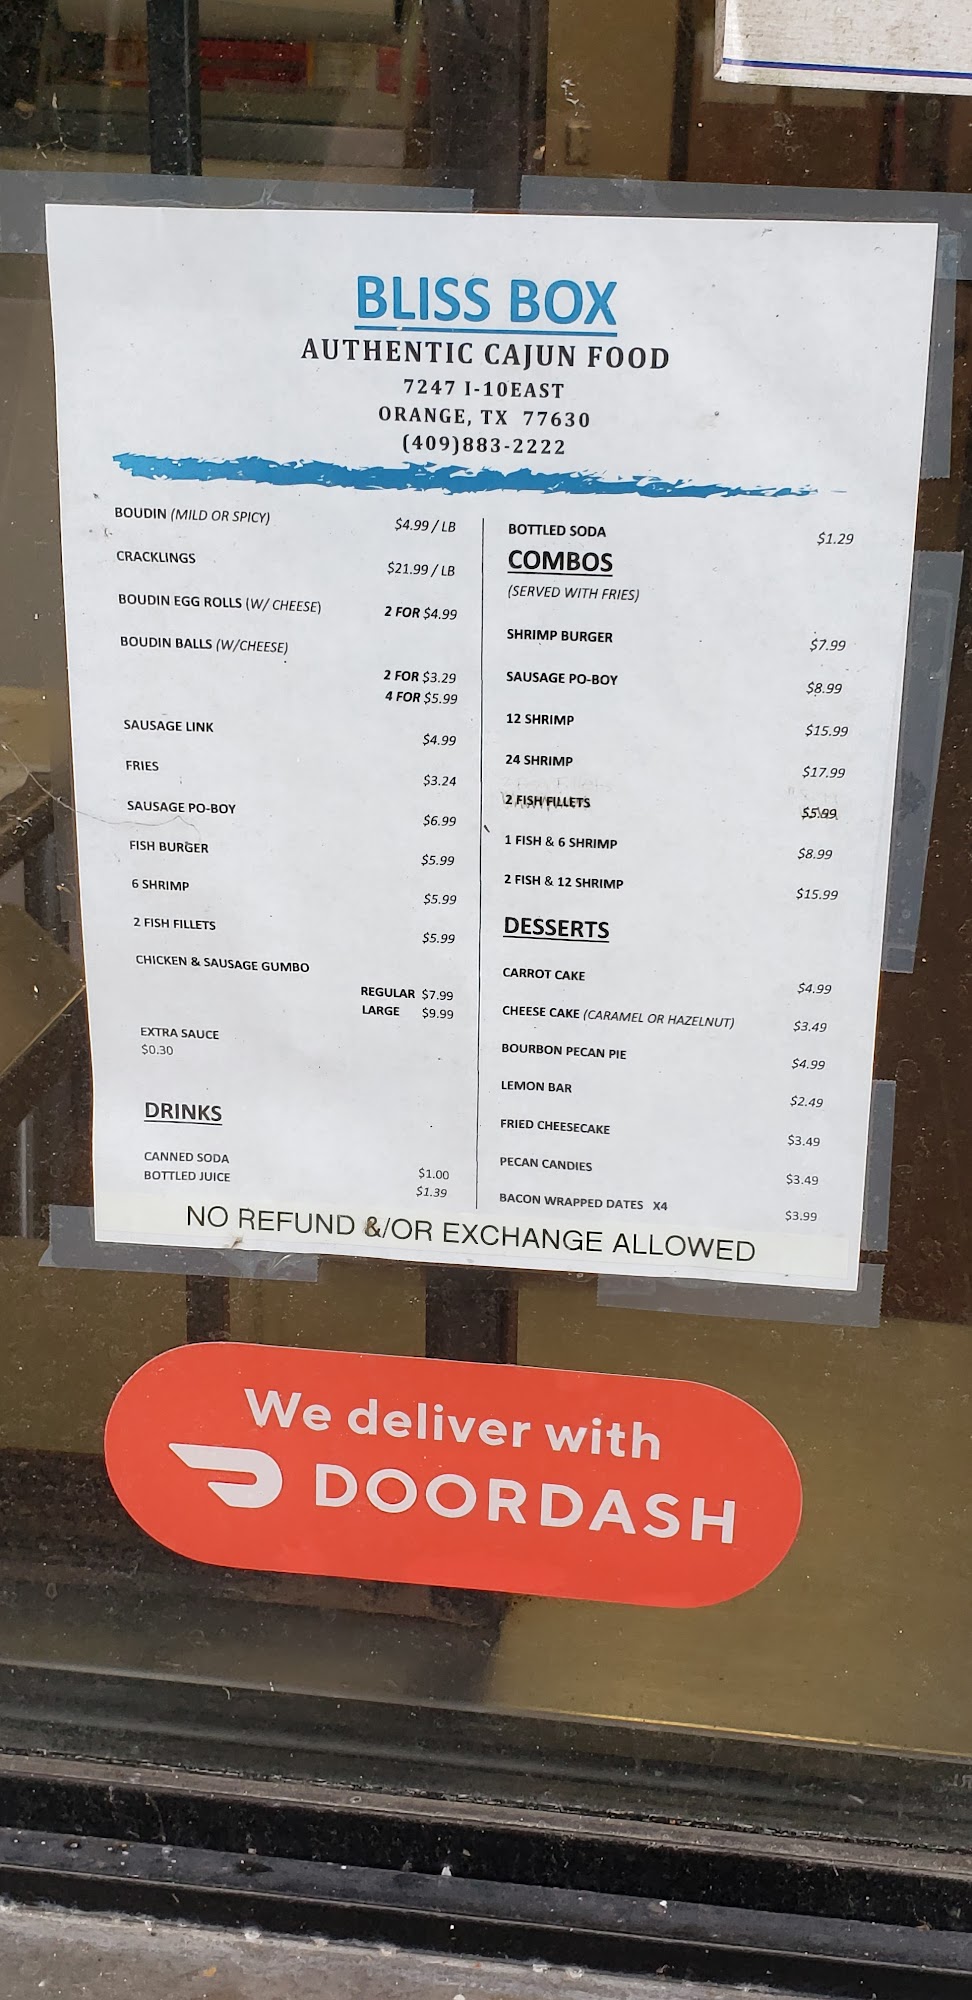 BLISS BOX
AUTHENTIC CAJUN FOOD
7247 I-10EAST
ORANGE, TX 77630
(409)883-2222
BOUDIN (MILD OR SPICY) $4.99 / LB
CRACKLINGS $21.99 / LB
BOUDIN EGG ROLLS (W/ CHEESE) 2 FOR $4.99
BOUDIN BALLS (W/CHEESE)
2 FOR $3.29
4 FOR $5.99
SAUSAGE LINK $4.99
FRIES $3.24
SAUSAGE PO-BOY $6.99
FISH BURGER $5.99
6 SHRIMP $5.99
2 FISH FILLETS $5.99
CHICKEN & SAUSAGE GUMBO
REGULAR $7.99
LARGE $9.99
EXTRA SAUCE
$0.30
DRINKS
CANNED SODA $1.00
BOTTLED JUICE $1.39
BOTTLED SODA $1.29
COMBOS
(SERVED WITH FRIES)
SHRIMP BURGER $7.99
SAUSAGE PO-BOY $8.99
12 SHRIMP $15.99
24 SHRIMP $17.99
2 FISH FILLETS $5.99
1 FISH & 6 SHRIMP $8.99
2 FISH & 12 SHRIMP $15.99
DESSERTS
CARROT CAKE $4.99
CHEESE CAKE (CARAMEL OR HAZELNUT) $3.49
BOURBON PECAN PIE $4.99
LEMON BAR $2.49
FRIED CHEESECAKE $3.49
PECAN CANDIES $3.49
BACON WRAPPED DATES X4 $3.99
NO REFUND &/OR EXCHANGE ALLOWED
We deliver with
DOORDASH